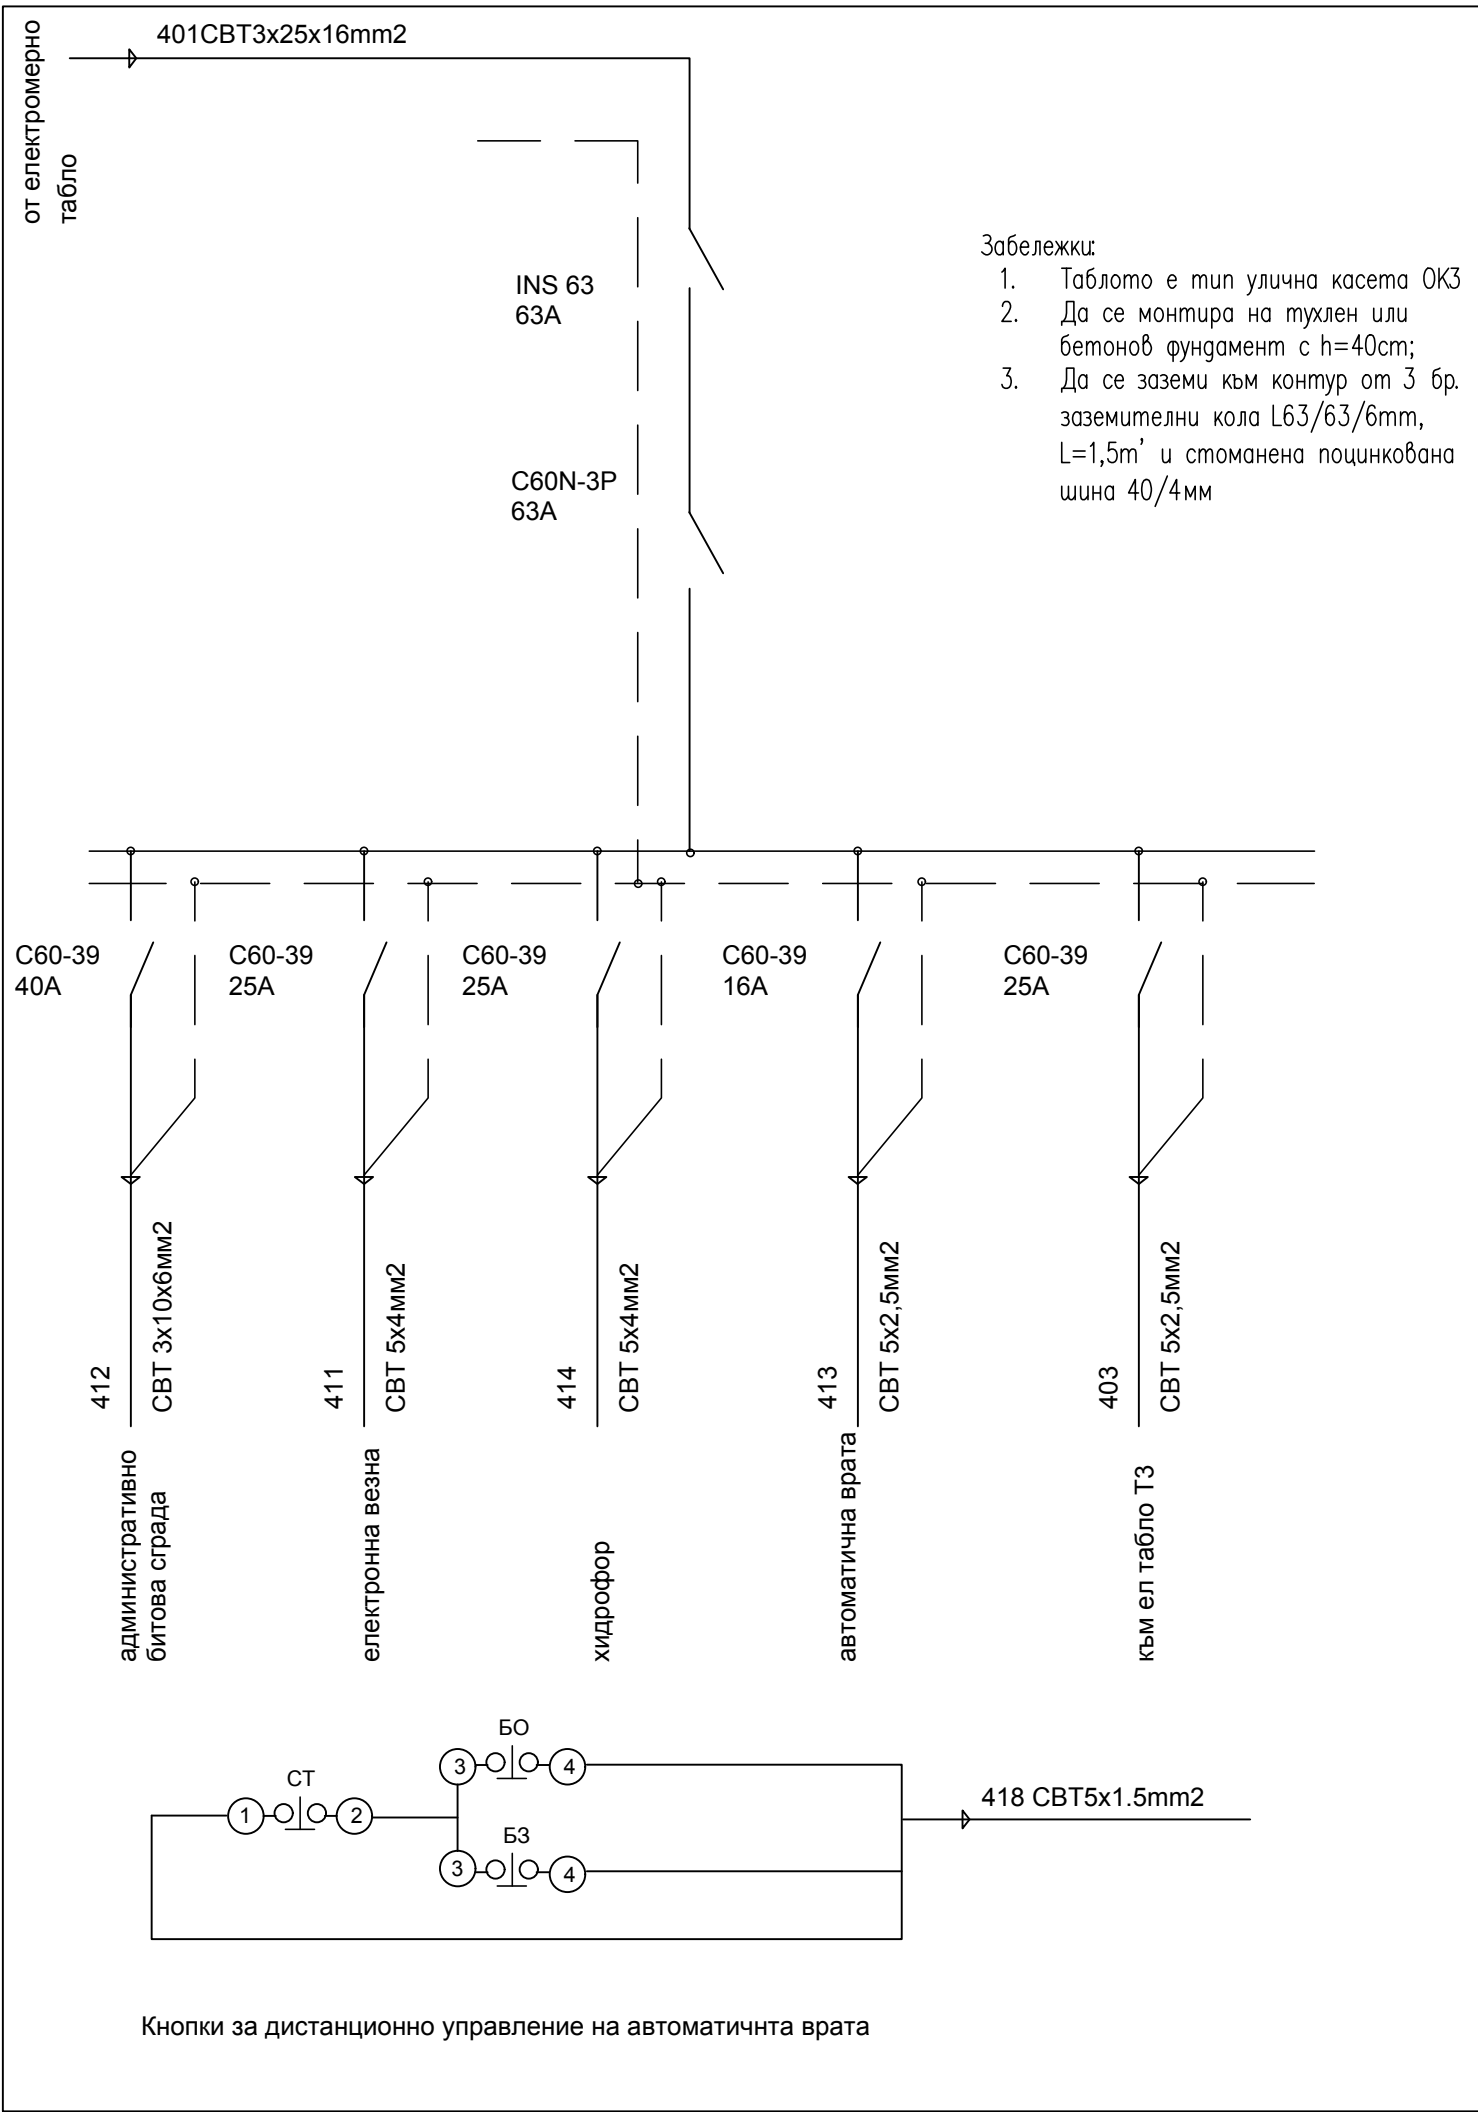 401СВТ3x25x16mm2
от електромерно
табло
INS 63
63A
C60N-3P
63A
Забележки:
1. Таблото е тип улична касета ОК3
2. Да се монтира на тухлен или
бетонов фундамент с h=40cm;
3. Да се заземи към контур от 3 бр.
заземителни кола L63/63/6mm,
L=1,5m' и стоманена поцинкована
шина 40/4мм
C60-39
40A
C60-39
25A
C60-39
25A
C60-39
16A
C60-39
25A
412
СВТ 3х10х6мм2
411
СВТ 5х4мм2
414
СВТ 5х4мм2
413
СВТ 5х2,5мм2
403
СВТ 5х2,5мм2
административно
битова сграда
електронна везна
хидрофор
автоматична врата
към ел табло Т3
СТ
1
2
БО
3
4
БЗ
3
4
418 СВТ5x1.5mm2
Кнопки за дистанционно управление на автоматичнта врата